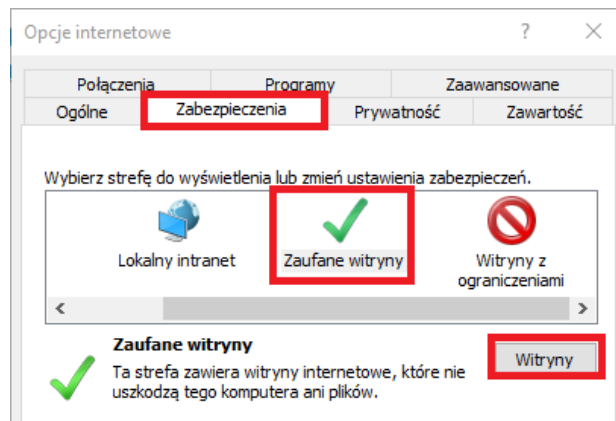 Opcje internetowe
Połączenia Programy Zaawansowane
Ogólne Zabezpieczenia Prywatność Zawartość
Wybierz strefę do wyświetlenia lub zmień ustawienia zabezpieczeń.
Lokalny intranet Zaufane witryny Witryny z
ograniczeniami
Zaufane witryny
Ta strefa zawiera witryny internetowe, które nie
uszkodzą tego komputera ani plików.
Witryny